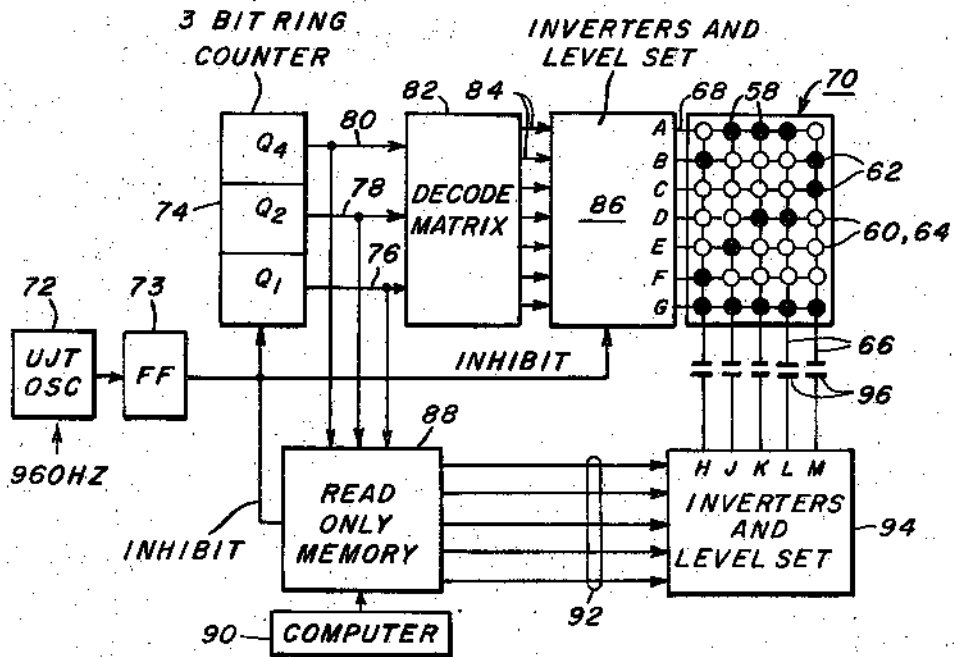 3 BIT RING
COUNTER
INVERTERS AND
LEVEL SET
70
80
82
84
68
58
Q4
A
B
62
C
74
Q2
78
DECODE
MATRIX
86
D
60, 64
E
76
F
Q1
G
72
73
66
UJT
OSC
FF
INHIBIT
96
88
960HZ
H J K L M
READ
ONLY
MEMORY
INVERTERS
AND
LEVEL SET
94
INHIBIT
92
90
COMPUTER